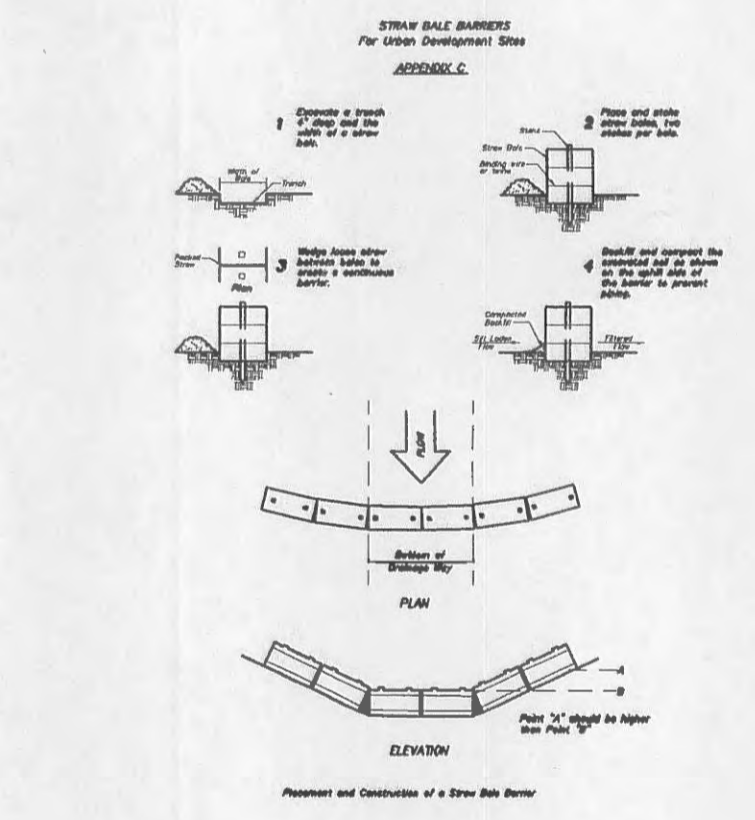 STRAW BALE BARRIERS
For Urban Development Sites
APPENDIX C
1
Excavate a trench
4" deep and the
width of a straw
bale.
Width of
Bale
Trench
2
Place and stake
straw bales, two
stakes per bale.
Stake
Straw Bale
Binding wire
or twine
Packed
Straw
Plan
3
Wedge loose straw
between bales to
create a continuous
barrier.
4
Backfill and compact the
excavated soil as shown
on the uphill side of
the barrier to prevent
piping.
Compacted
Backfill
Silt Laden
Flow
Filtered
Flow
FLOW
Bottom of
Drainage Way
PLAN
A
B
Point "A" should be higher
than Point "B"
ELEVATION
Placement and Construction of a Straw Bale Barrier